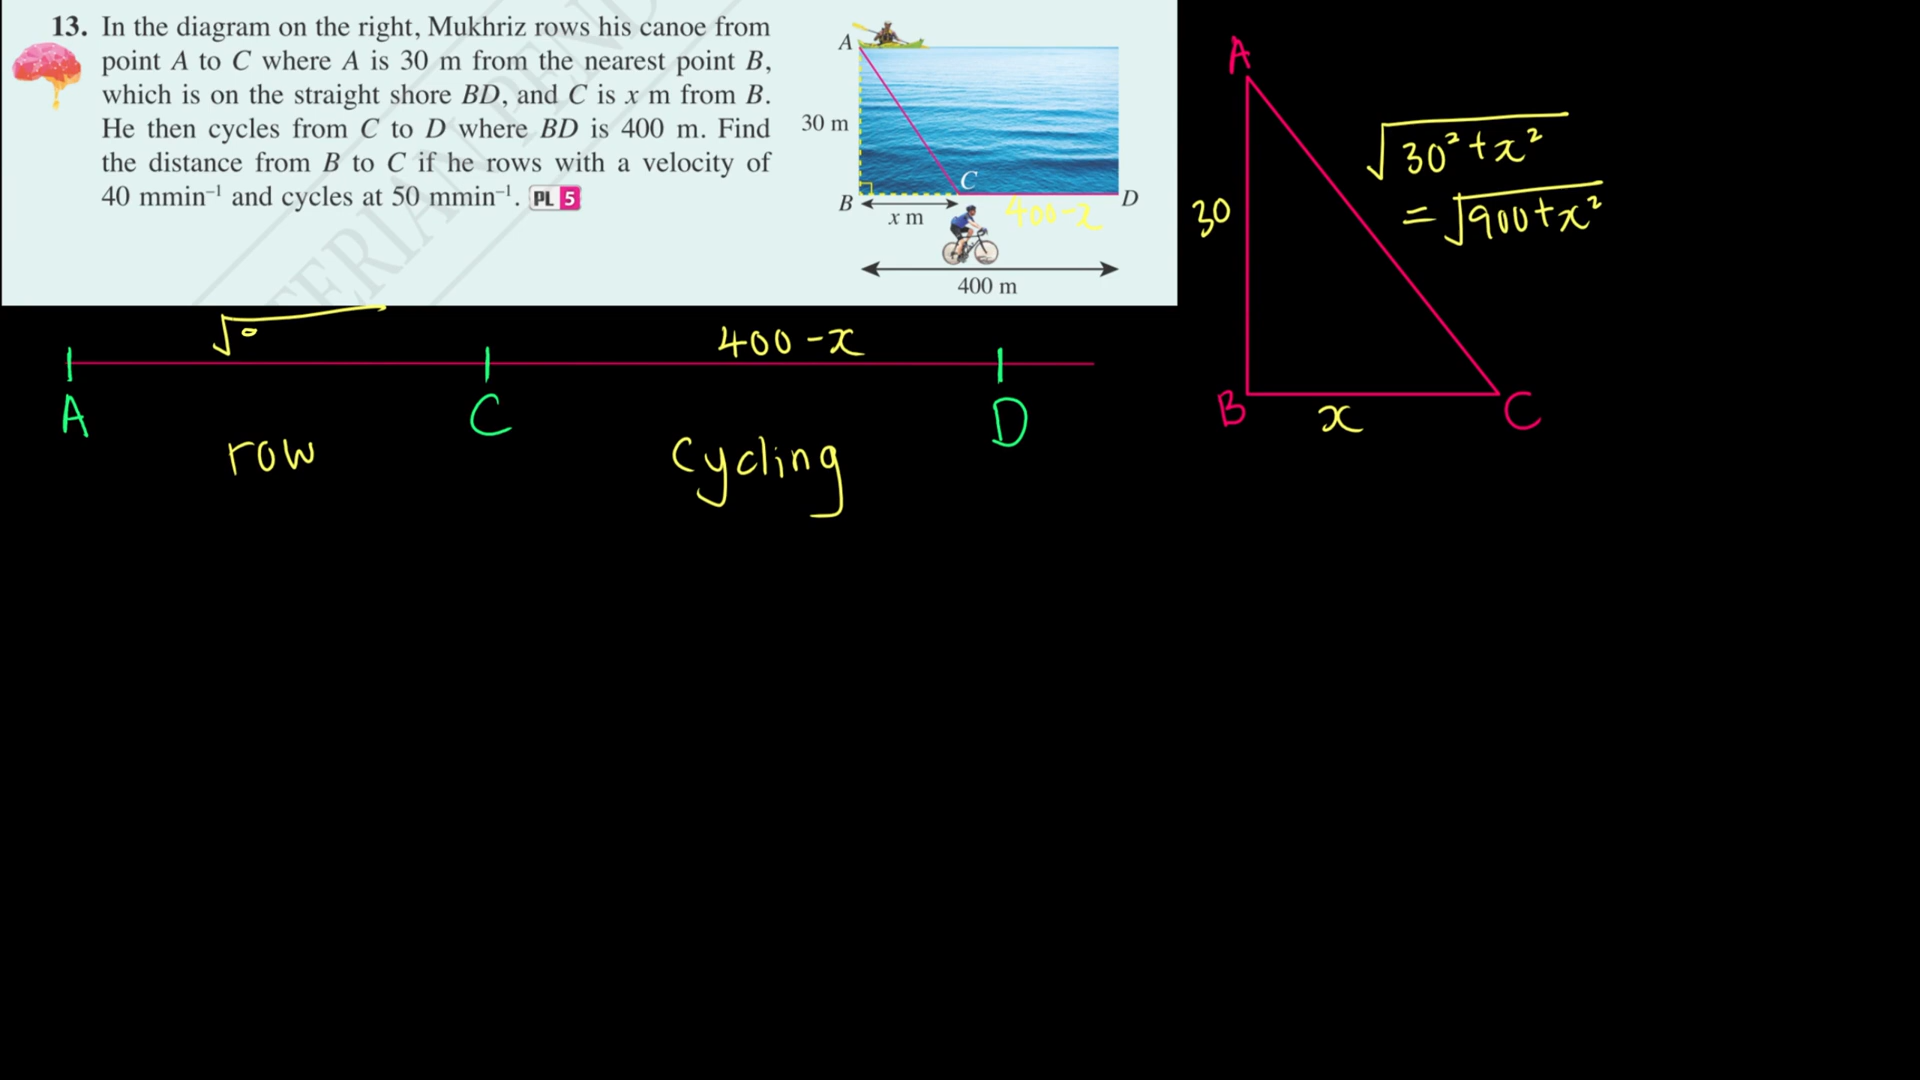 13. In the diagram on the right, Mukhriz rows his canoe from
point A to C where A is 30 m from the nearest point B,
which is on the straight shore BD, and C is x m from B.
He then cycles from C to D where BD is 400 m. Find
the distance from B to C if he rows with a velocity of
40 mmin⁻¹ and cycles at 50 mmin⁻¹. PL 5
A
30 m
C
B
D
x m
400-x
400 m
A
√30²+x²
=√900+x²
30
B
x
C
√
400-x
A
C
D
row
Cycling